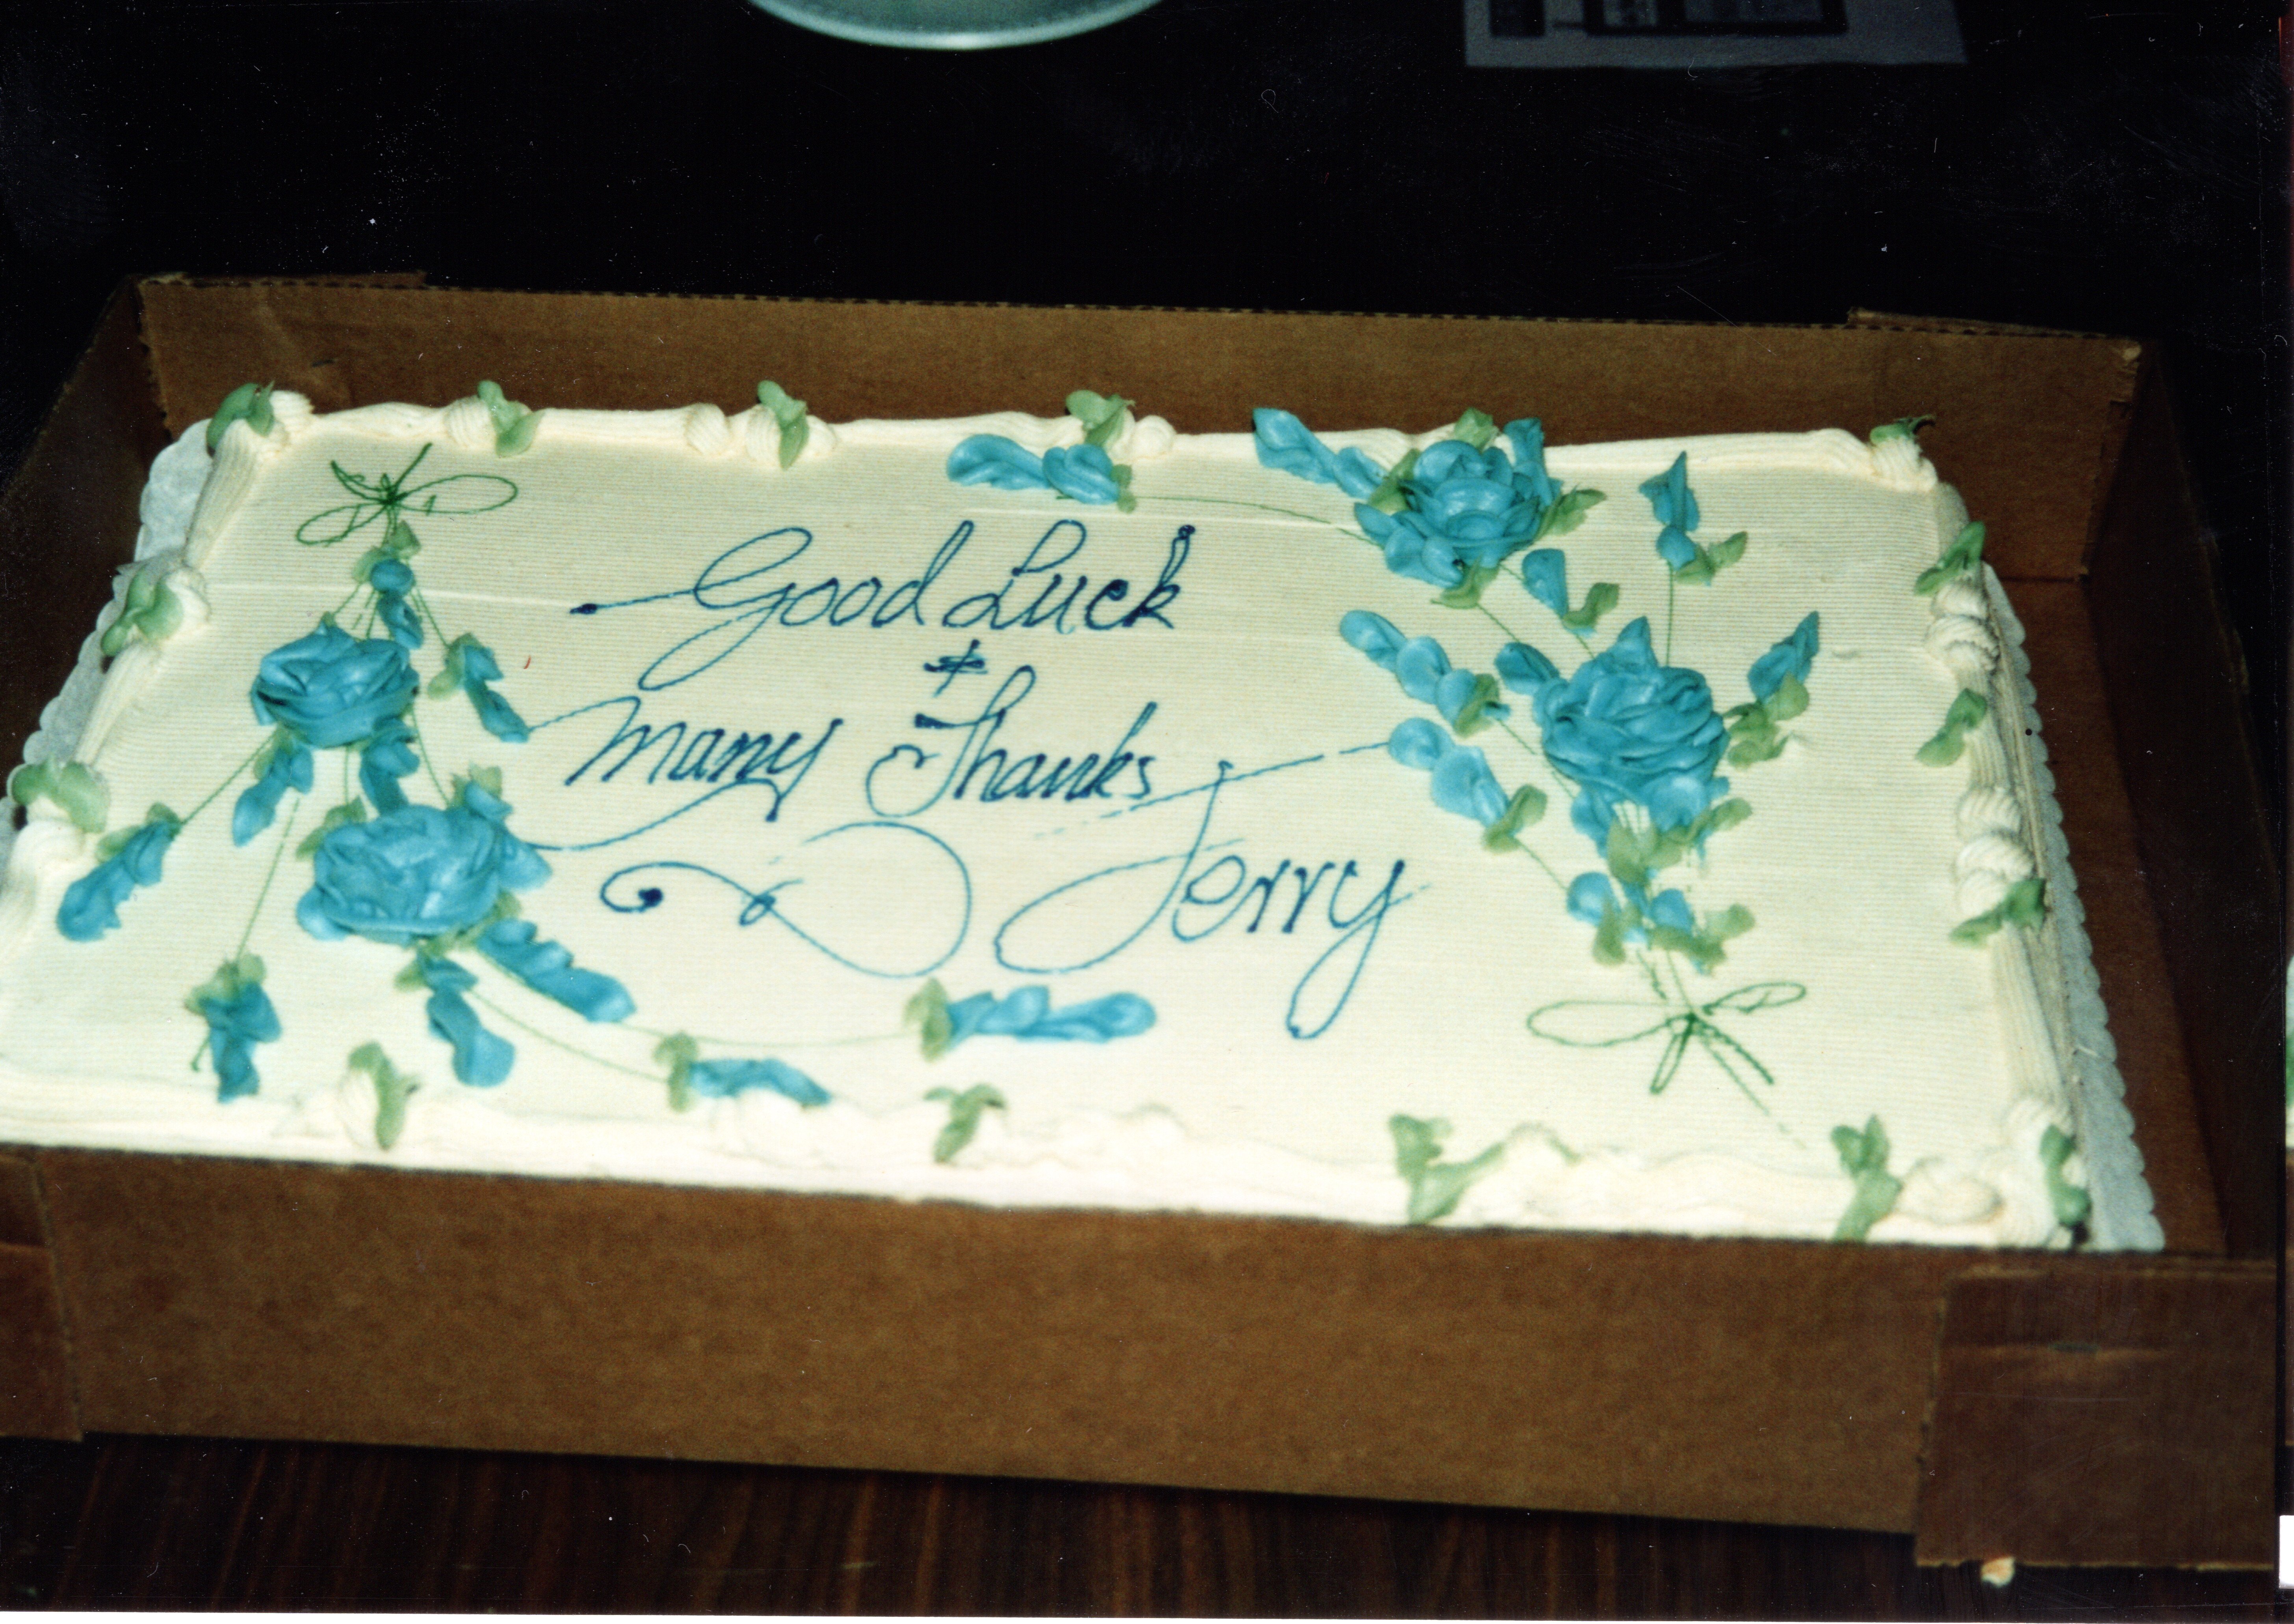 Good Luck
+
Many Thanks
Jerry